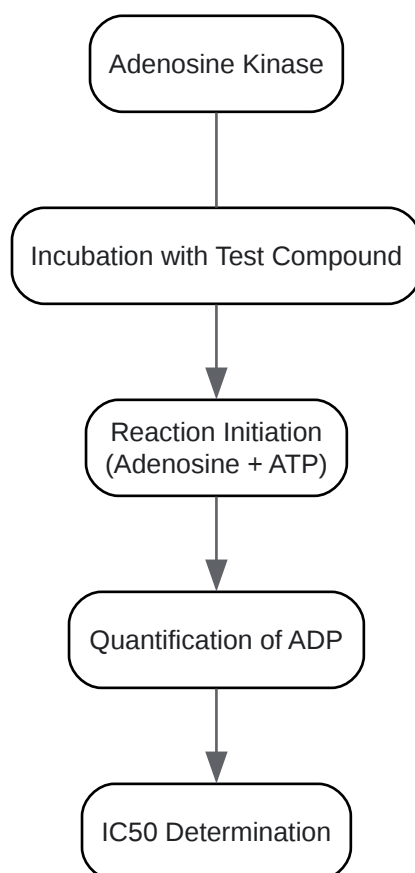 Adenosine Kinase
Incubation with Test Compound
Reaction Initiation
(Adenosine + ATP)
Quantification of ADP
IC50 Determination